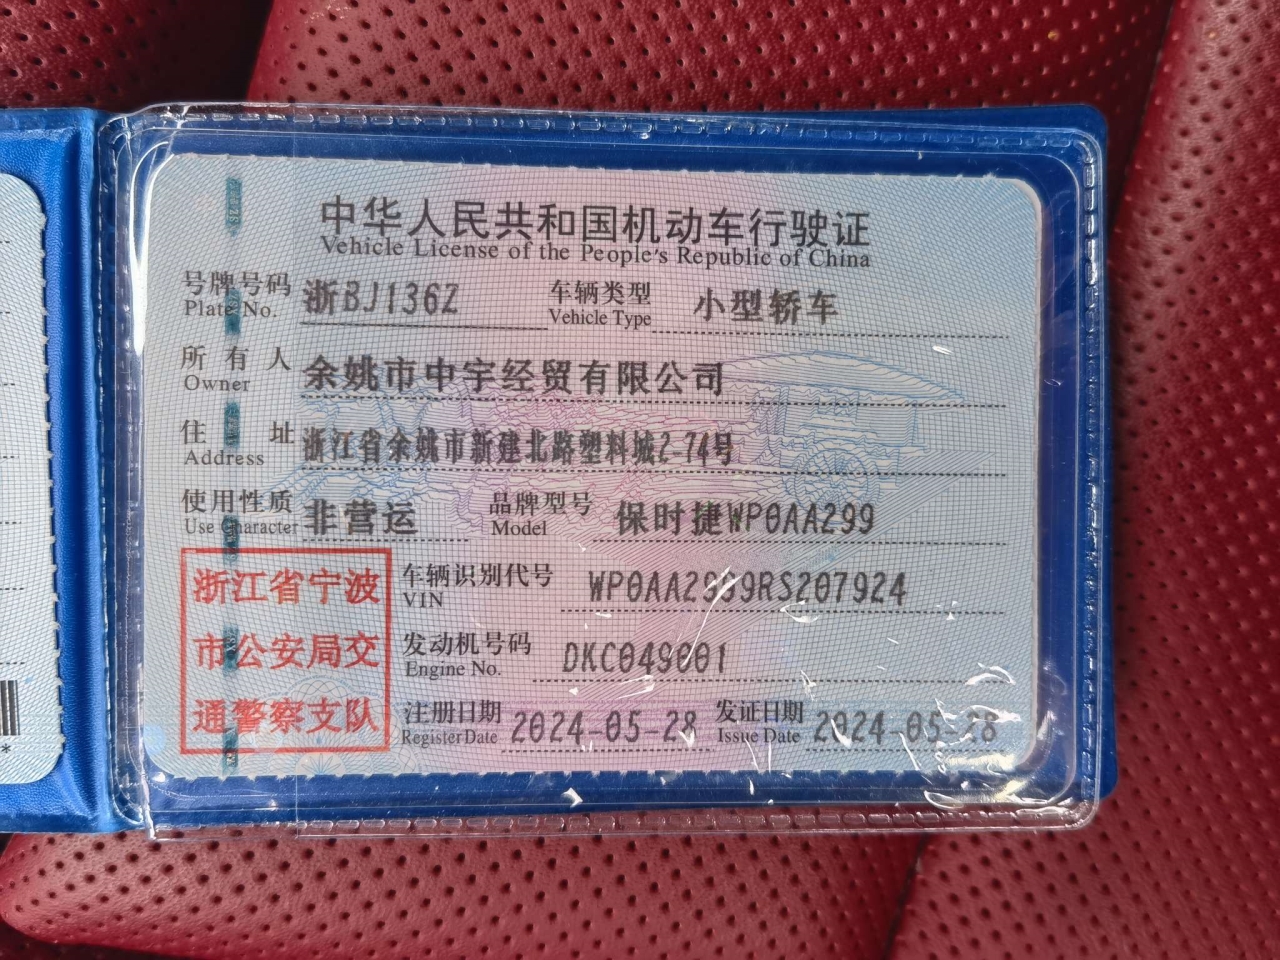 中华人民共和国机动车行驶证
Vehicle License of the People's Republic of China
号牌号码 浙BJ136Z 车辆类型 小型轿车
Plate No. Vehicle Type
所有人 余姚市中宇经贸有限公司
Owner
住址 浙江省余姚市新建北路塑料城2-74号
Address
使用性质 非营运 品牌型号 保时捷WP0AA299
Use Character Model
浙江省宁波
市公安局交
通警察支队
车辆识别代号 WP0AA2999RS207924
VIN
发动机号码 DKC049001
Engine No.
注册日期 2024-05-28 发证日期 2024-05-28
Register Date Issue Date